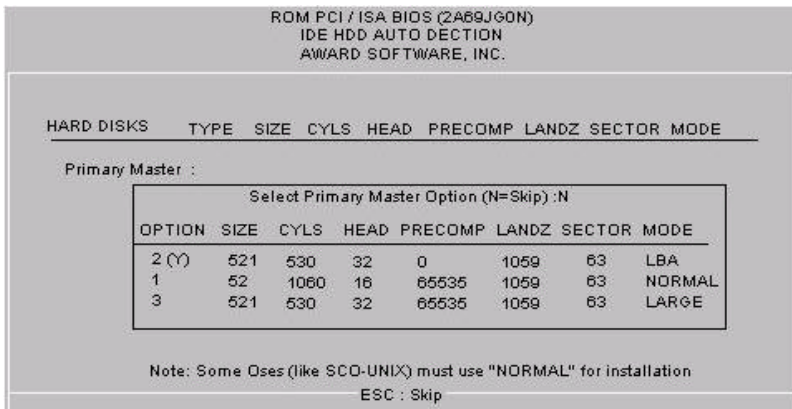 ROM PCI / ISA BIOS (2A69JG0N)
IDE HDD AUTO DECTION
AWARD SOFTWARE, INC.
HARD DISKS TYPE SIZE CYLS HEAD PRECOMP LANDZ SECTOR MODE
Primary Master :
Select Primary Master Option (N=Skip) :N
OPTION SIZE CYLS HEAD PRECOMP LANDZ SECTOR MODE
2 (Y) 521 530 32 0 1059 63 LBA
1 52 1060 16 65535 1059 63 NORMAL
3 521 530 32 65535 1059 63 LARGE
Note: Some Oses (like SCO-UNIX) must use "NORMAL" for installation
ESC : Skip